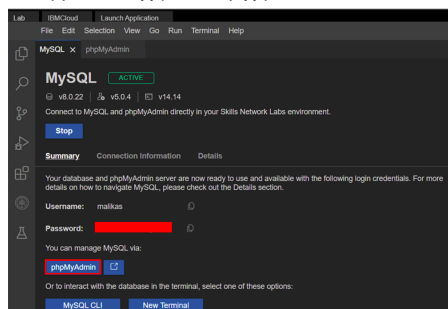 Lab IBMCloud Launch Application
File Edit Selection View Go Run Terminal Help
MySQL × phpMyAdmin
MySQL ACTIVE
v8.0.22 v5.0.4 v14.14
Connect to MySQL and phpMyAdmin directly in your Skills Network Labs environment.
Stop
Summary Connection Information Details
Your database and phpMyAdmin server are now ready to use and available with the following login credentials. For more
details on how to navigate MySQL, please check out the Details section.
Username: malikas
Password:
You can manage MySQL via:
phpMyAdmin
Or to interact with the database in the terminal, select one of these options:
MySQL CLI New Terminal